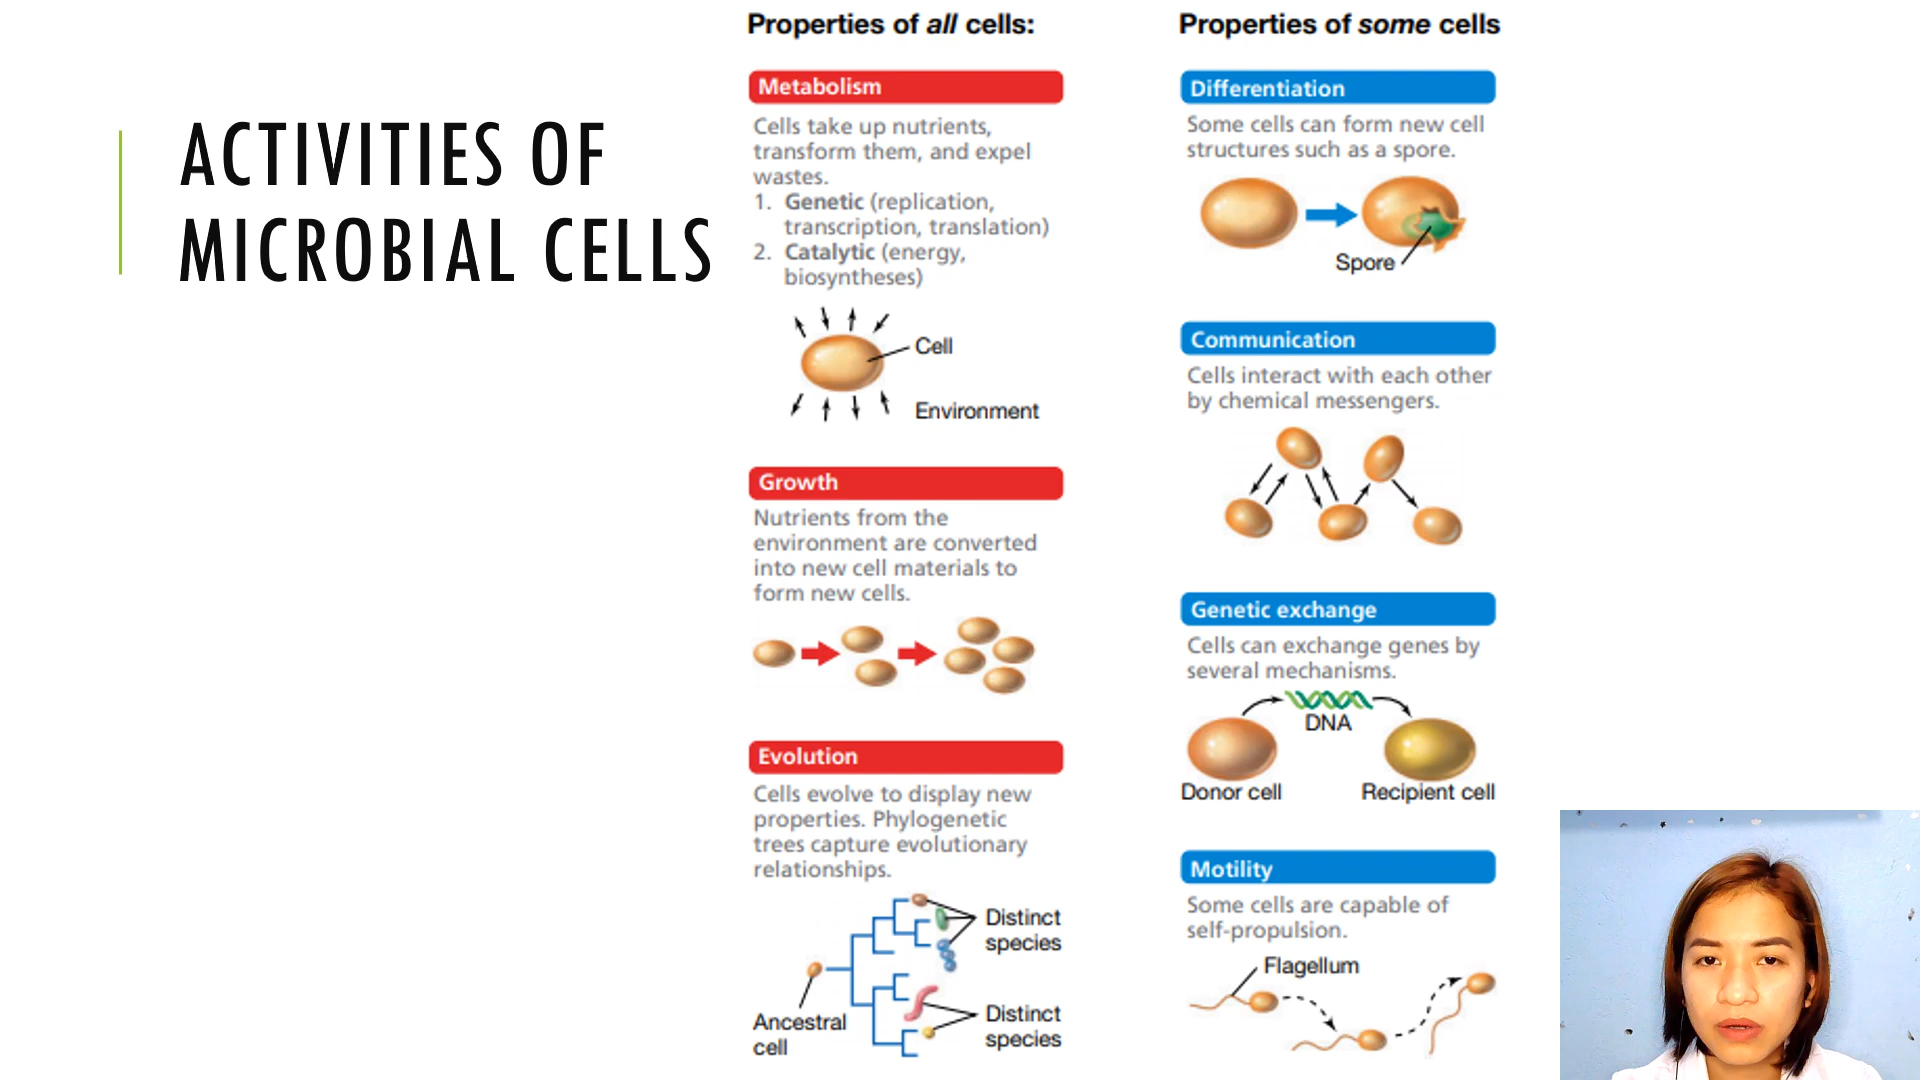 ACTIVITIES OF
MICROBIAL CELLS
Properties of all cells:
Metabolism
Cells take up nutrients,
transform them, and expel
wastes.
1. Genetic (replication,
transcription, translation)
2. Catalytic (energy,
biosyntheses)
Cell
Environment
Growth
Nutrients from the
environment are converted
into new cell materials to
form new cells.
Evolution
Cells evolve to display new
properties. Phylogenetic
trees capture evolutionary
relationships.
Distinct
species
Ancestral
cell
Distinct
species
Properties of some cells
Differentiation
Some cells can form new cell
structures such as a spore.
Spore
Communication
Cells interact with each other
by chemical messengers.
Genetic exchange
Cells can exchange genes by
several mechanisms.
DNA
Donor cell
Recipient cell
Motility
Some cells are capable of
self-propulsion.
Flagellum